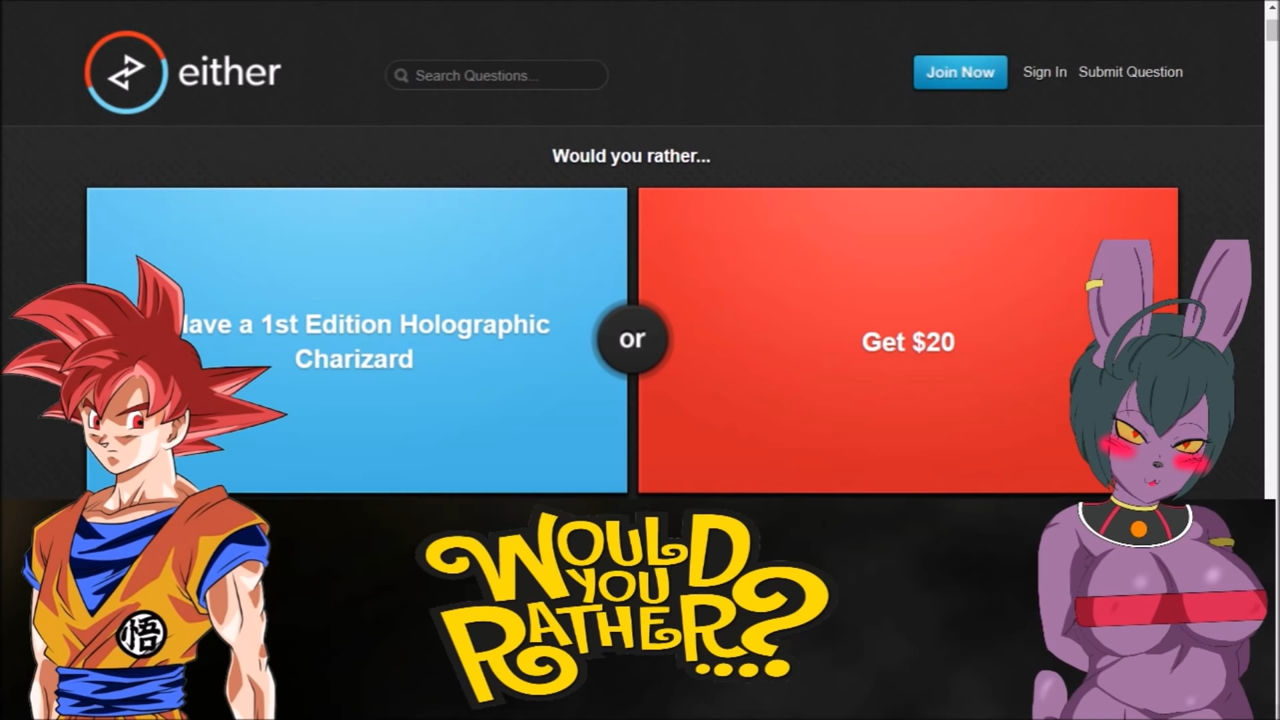 either
Search Questions...
Join Now
Sign In
Submit Question
Would you rather...
Have a 1st Edition Holographic
Charizard
or
Get $20
悟
WOULD
YOU
RATHER...?